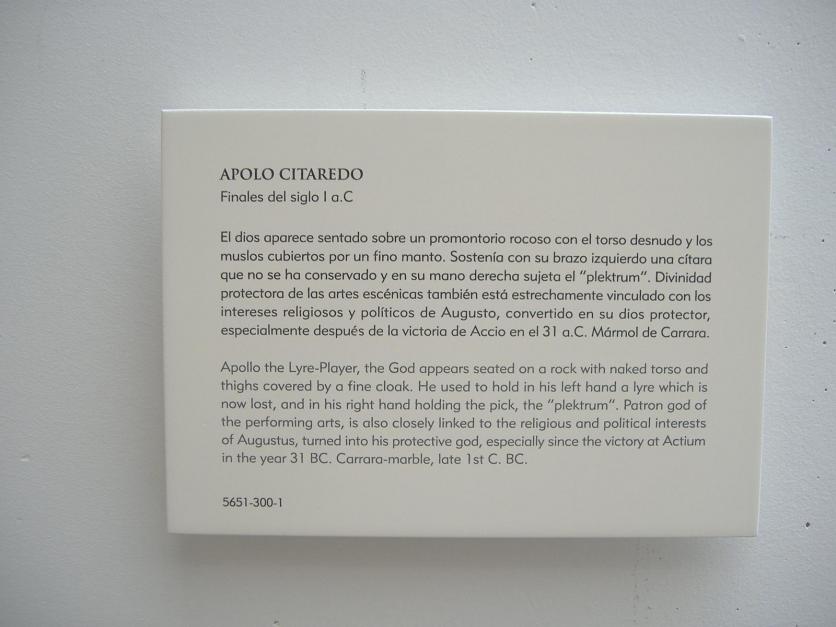 APOLO CITAREDO
Finales del siglo I a.C
El dios aparece sentado sobre un promontorio rocoso con el torso desnudo y los
muslos cubiertos por un fino manto. Sostenía con su brazo izquierdo una cítara
que no se ha conservado y en su mano derecha sujeta el "plektrum". Divinidad
protectora de las artes escénicas también está estrechamente vinculado con los
intereses religiosos y políticos de Augusto, convertido en su dios protector,
especialmente después de la victoria de Accio en el 31 a.C. Mármol de Carrara.
Apollo the Lyre-Player, the God appears seated on a rock with naked torso and
thighs covered by a fine cloak. He used to hold in his left hand a lyre which is
now lost, and in his right hand holding the pick, the "plektrum". Patron god of
the performing arts, is also closely linked to the religious and political interests
of Augustus, turned into his protective god, especially since the victory at Actium
in the year 31 BC. Carrara-marble, late 1st C. BC.
5651-300-1